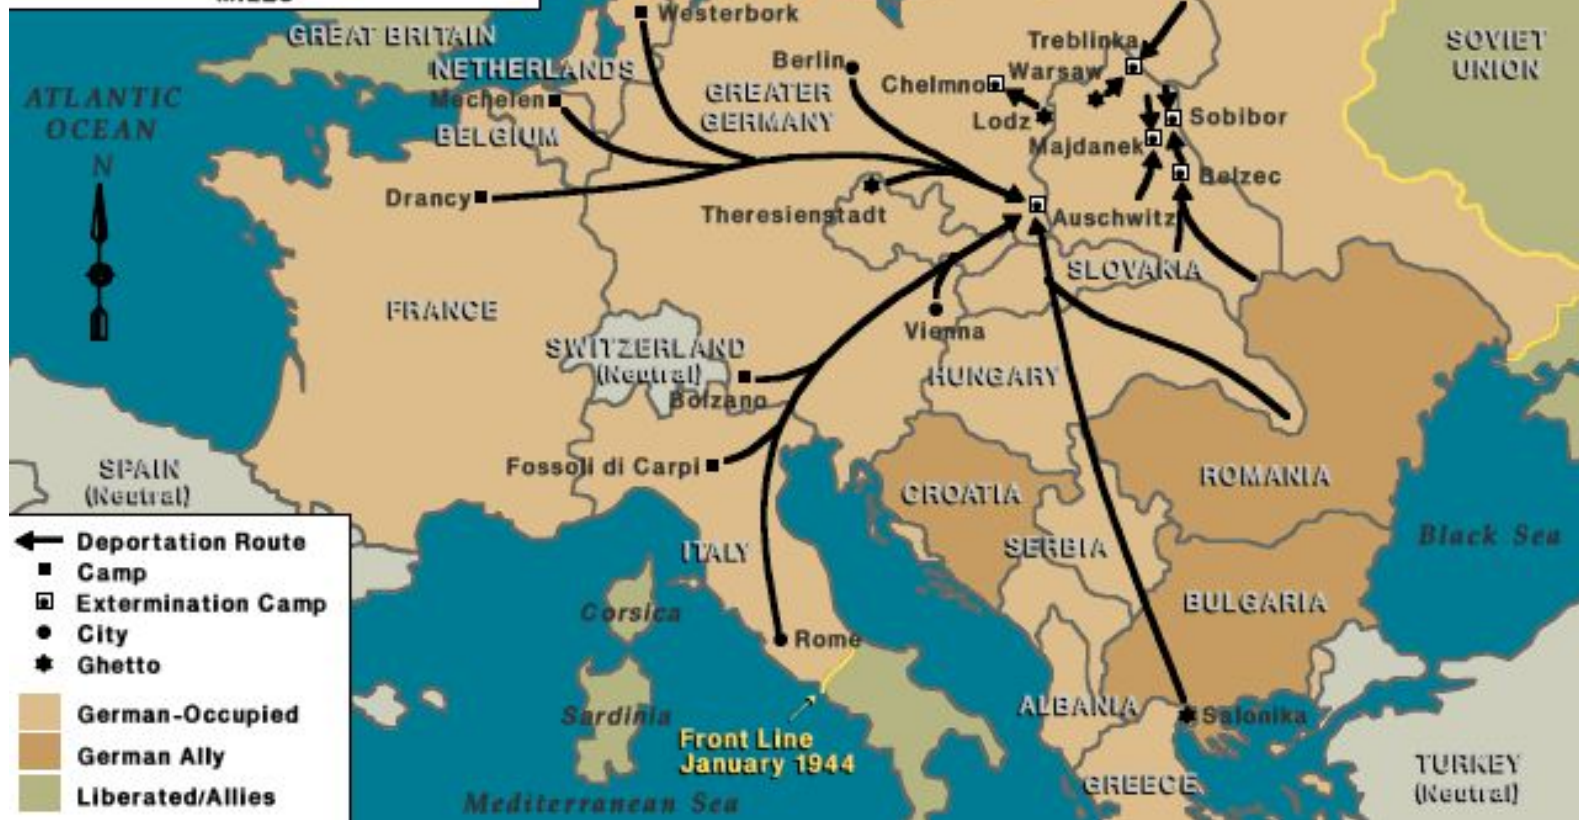 MILES
Westerbork
GREAT BRITAIN
Treblinka
SOVIET
UNION
Berlin
NETHERLANDS
Warsaw
Chelmno
ATLANTIC
OCEAN
N
Mechelen
GREATER
GERMANY
Lodz
Sobibor
BELGIUM
Majdanek
Belzec
Drancy
Theresienstadt
Auschwitz
SLOVAKIA
FRANCE
Vienna
SWITZERLAND
(Neutral)
HUNGARY
Bolzano
SPAIN
(Neutral)
Fossoli di Carpi
CROATIA
ROMANIA
Black Sea
SERBIA
ITALY
Corsica
BULGARIA
Rome
Sardinia
ALBANIA
Salonika
Front Line
January 1944
GREECE
TURKEY
(Neutral)
Mediterranean Sea
Deportation Route
Camp
Extermination Camp
City
Ghetto
German-Occupied
German Ally
Liberated/Allies